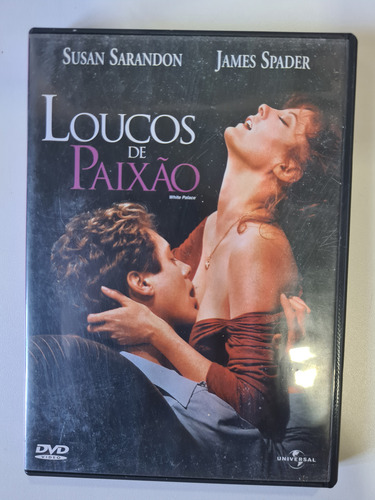 SUSAN SARANDON JAMES SPADER
LOUCOS
DE
PAIXÃO
White Palace
DVD
VIDEO
UNIVERSAL